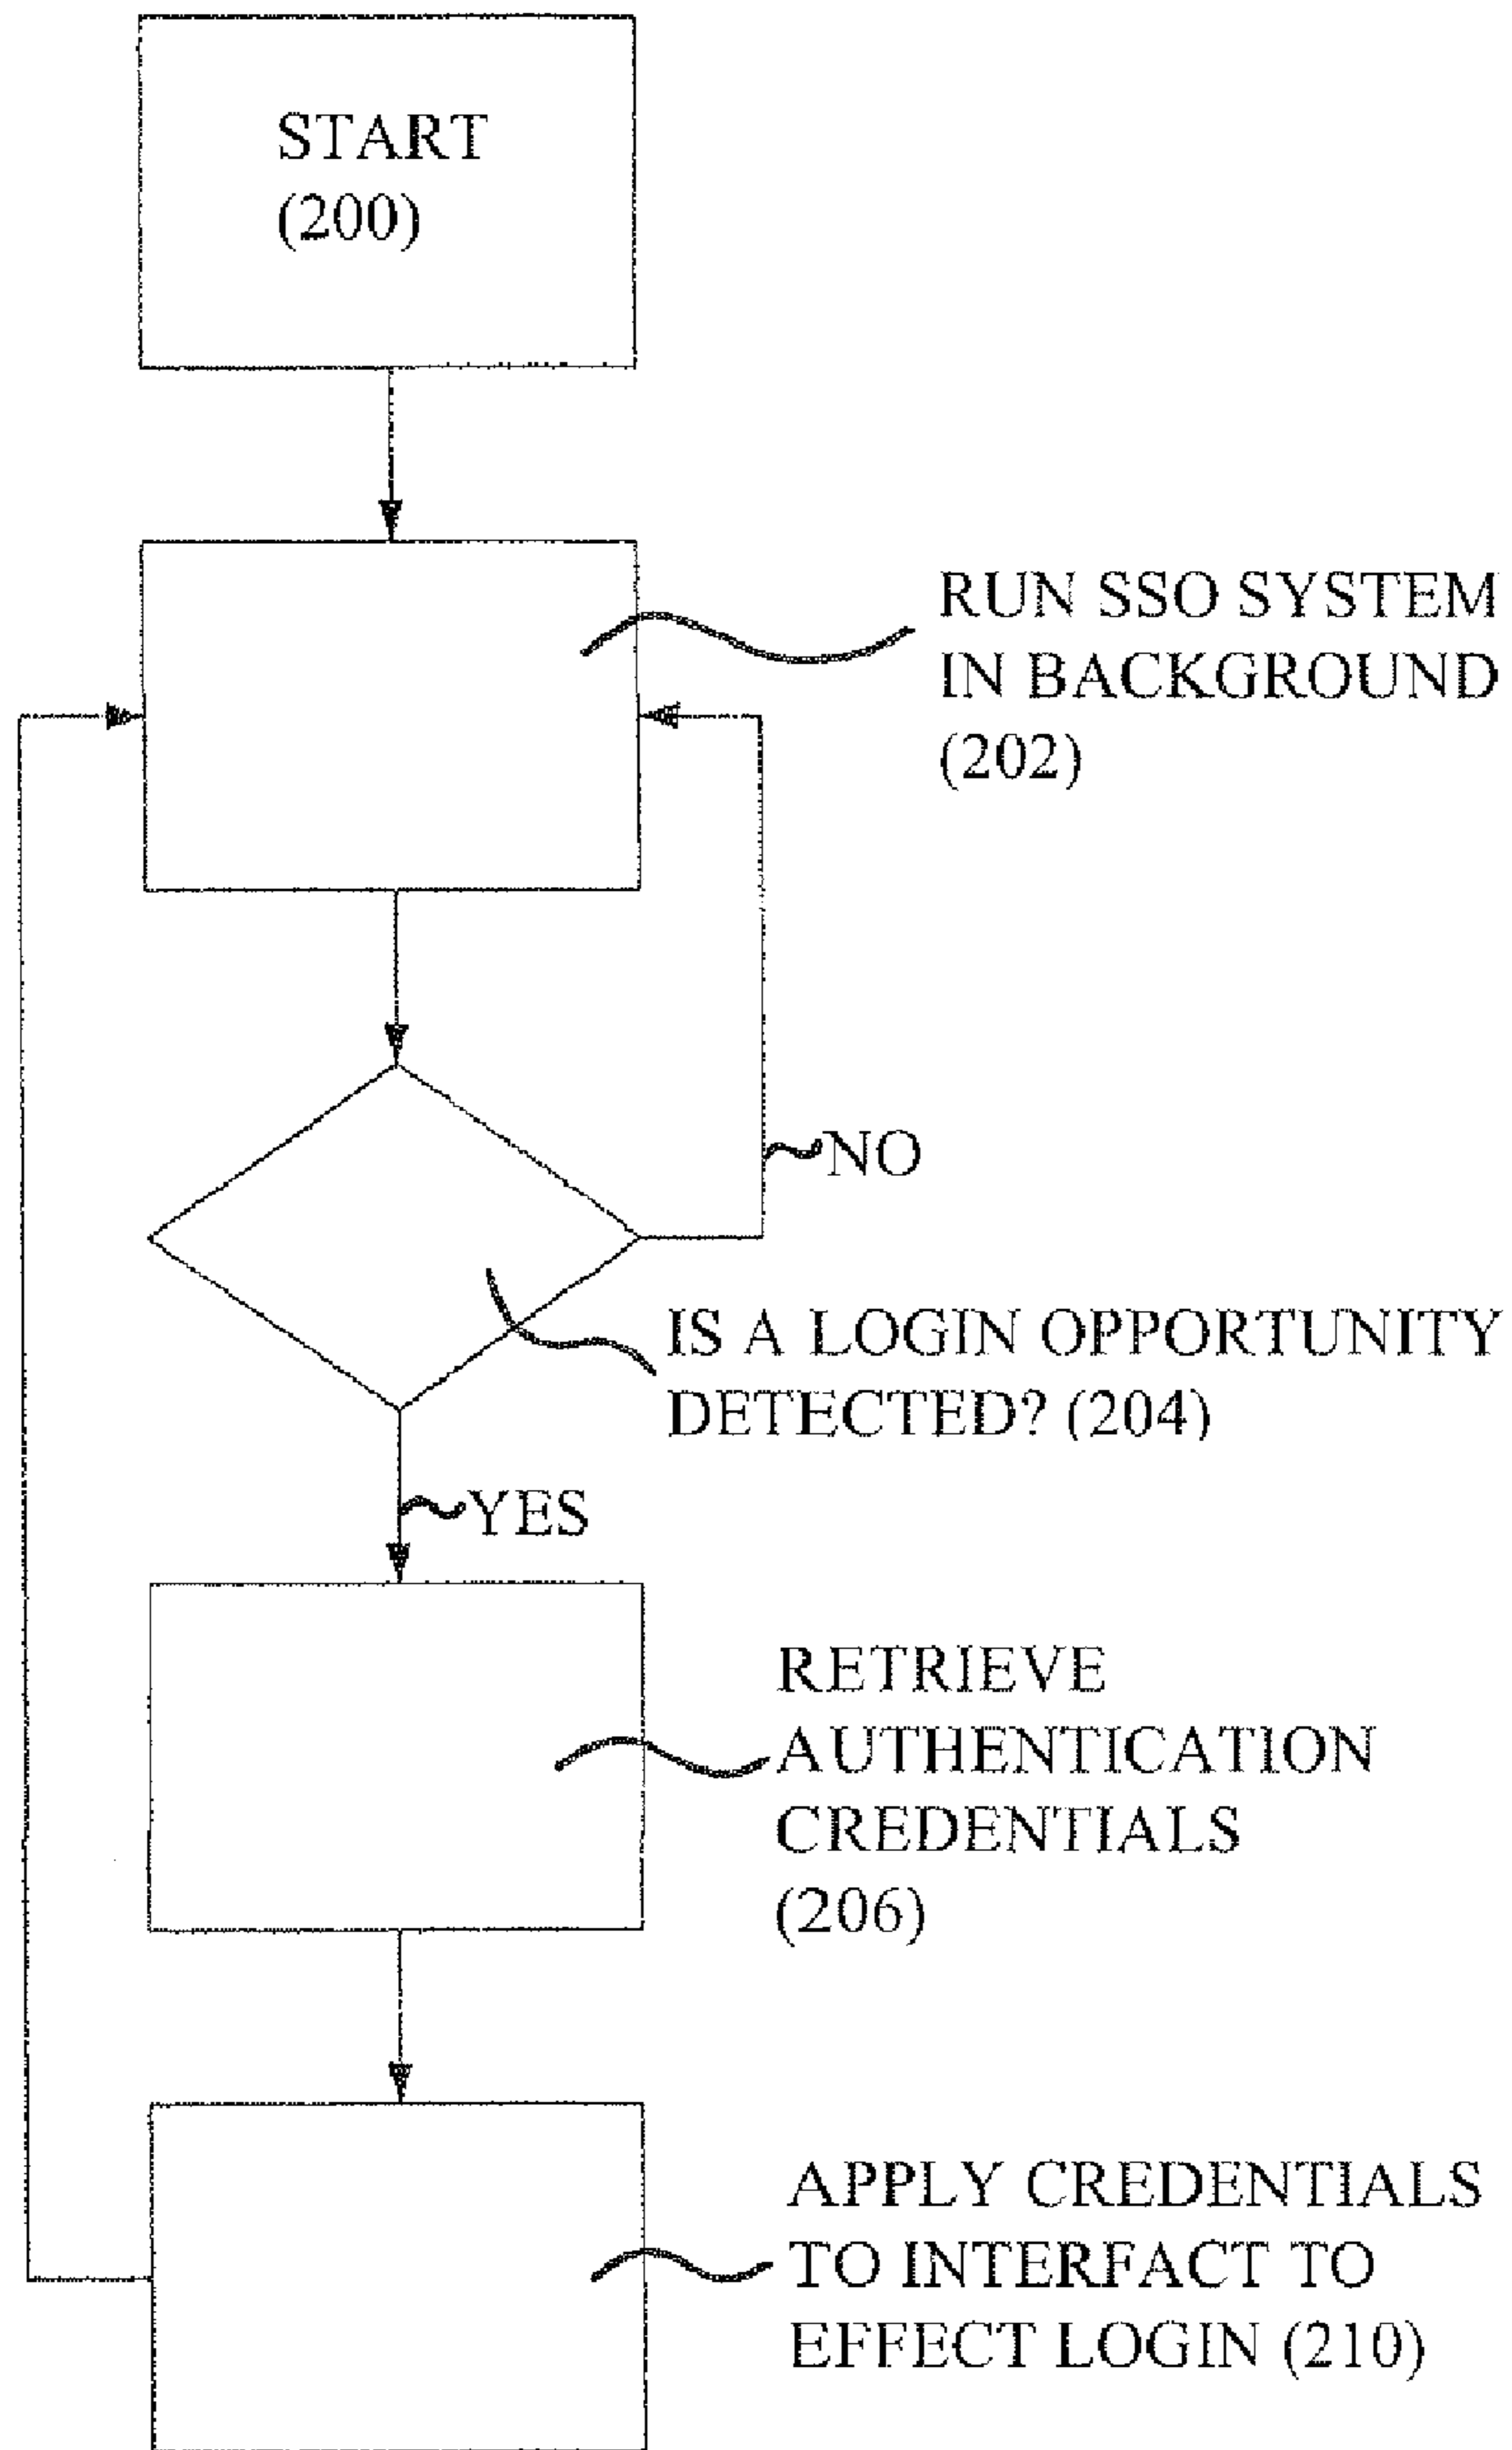 START
(200)
RUN SSO SYSTEM
IN BACKGROUND
(202)
NO
IS A LOGIN OPPORTUNITY
DETECTED? (204)
YES
RETRIEVE
AUTHENTICATION
CREDENTIALS
(206)
APPLY CREDENTIALS
TO INTERFACT TO
EFFECT LOGIN (210)